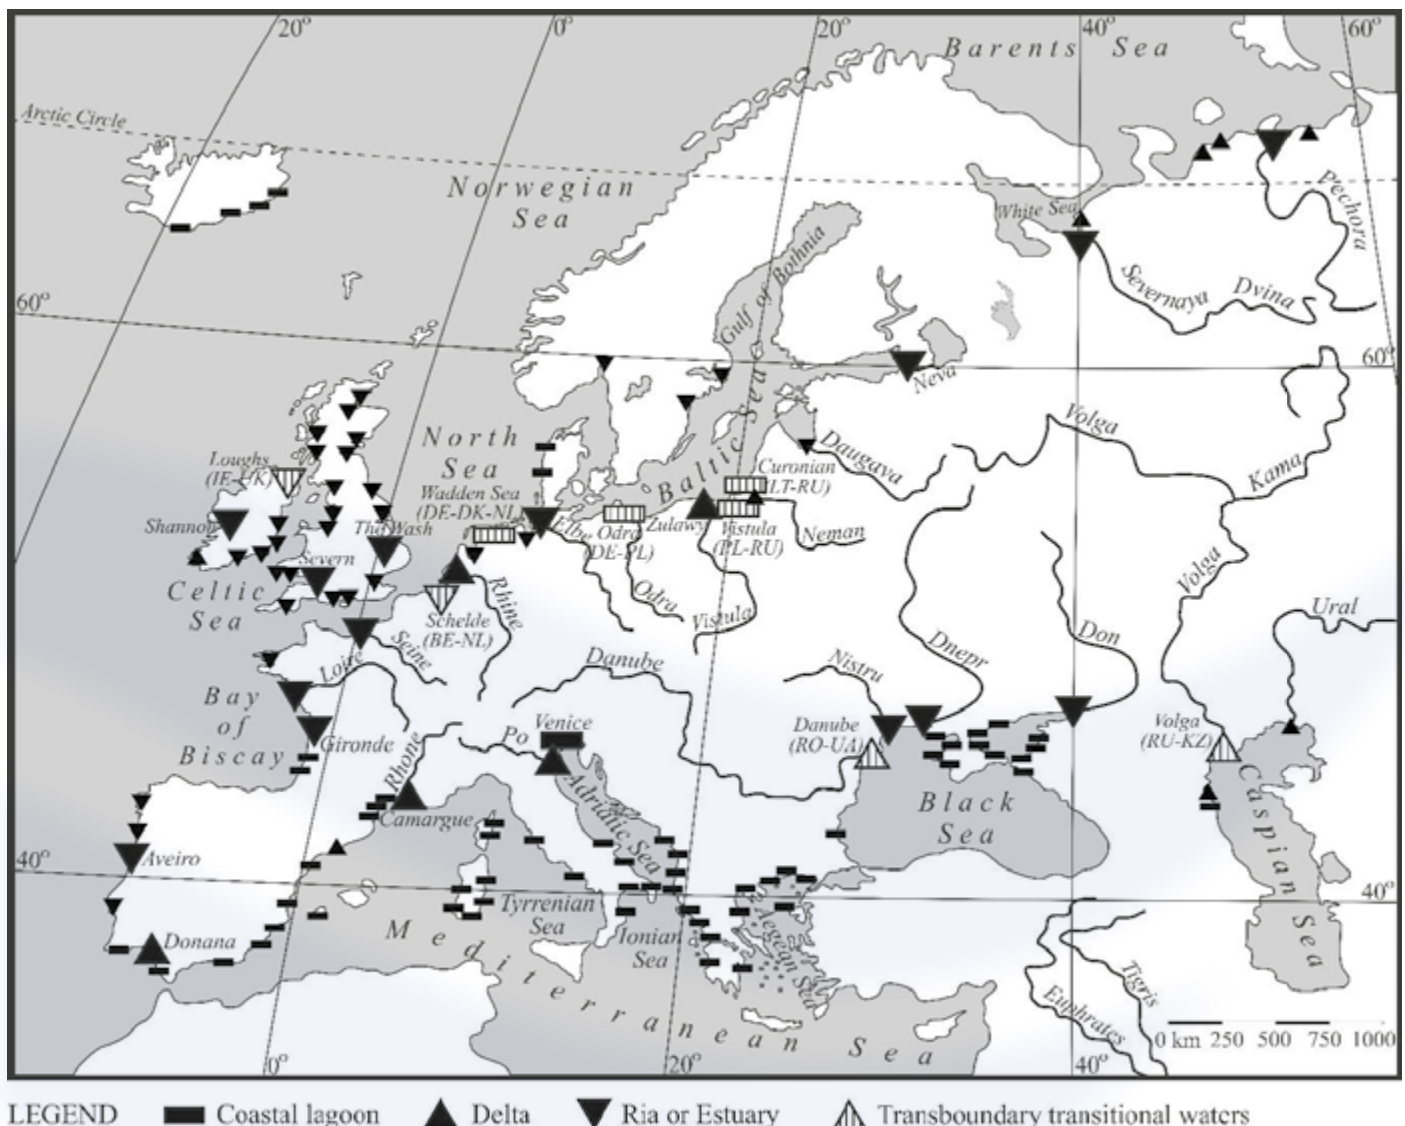 20°
0°
20°
40°
60°
Barents Sea
Arctic Circle
Norwegian
Sea
White Sea
Pechora
Gulf of Bothnia
Severnaya Dvina
60°
60°
Neva
North
Sea
Volga
Loughs
(IE-UK)
Baltic Sea
Daugava
Curonian
(LT-RU)
Kama
Wadden Sea
(DE-DK-NL)
Shannon
The Wash
Elbe
Odra
(DE-PL)
Zulawy
Vistula
(PL-RU)
Neman
Severn
Celtic
Sea
Rhine
Schelde
(BE-NL)
Odra
Vistula
Volga
Ural
Seine
Loire
Danube
Nistru
Dnepr
Don
Bay
of
Biscay
Gironde
Rhone
Po
Venice
Danube
(RO-UA)
Volga
(RU-KZ)
Camargue
Adriatic Sea
Black
Sea
Caspian Sea
Aveiro
40°
40°
Tyrrenian
Sea
Ionian
Sea
Aegean Sea
Donana
Mediterranean Sea
Tigris
Euphrates
0 km 250 500 750 1000
0°
20°
40°
LEGEND Coastal lagoon Delta Ria or Estuary Transboundary transitional waters